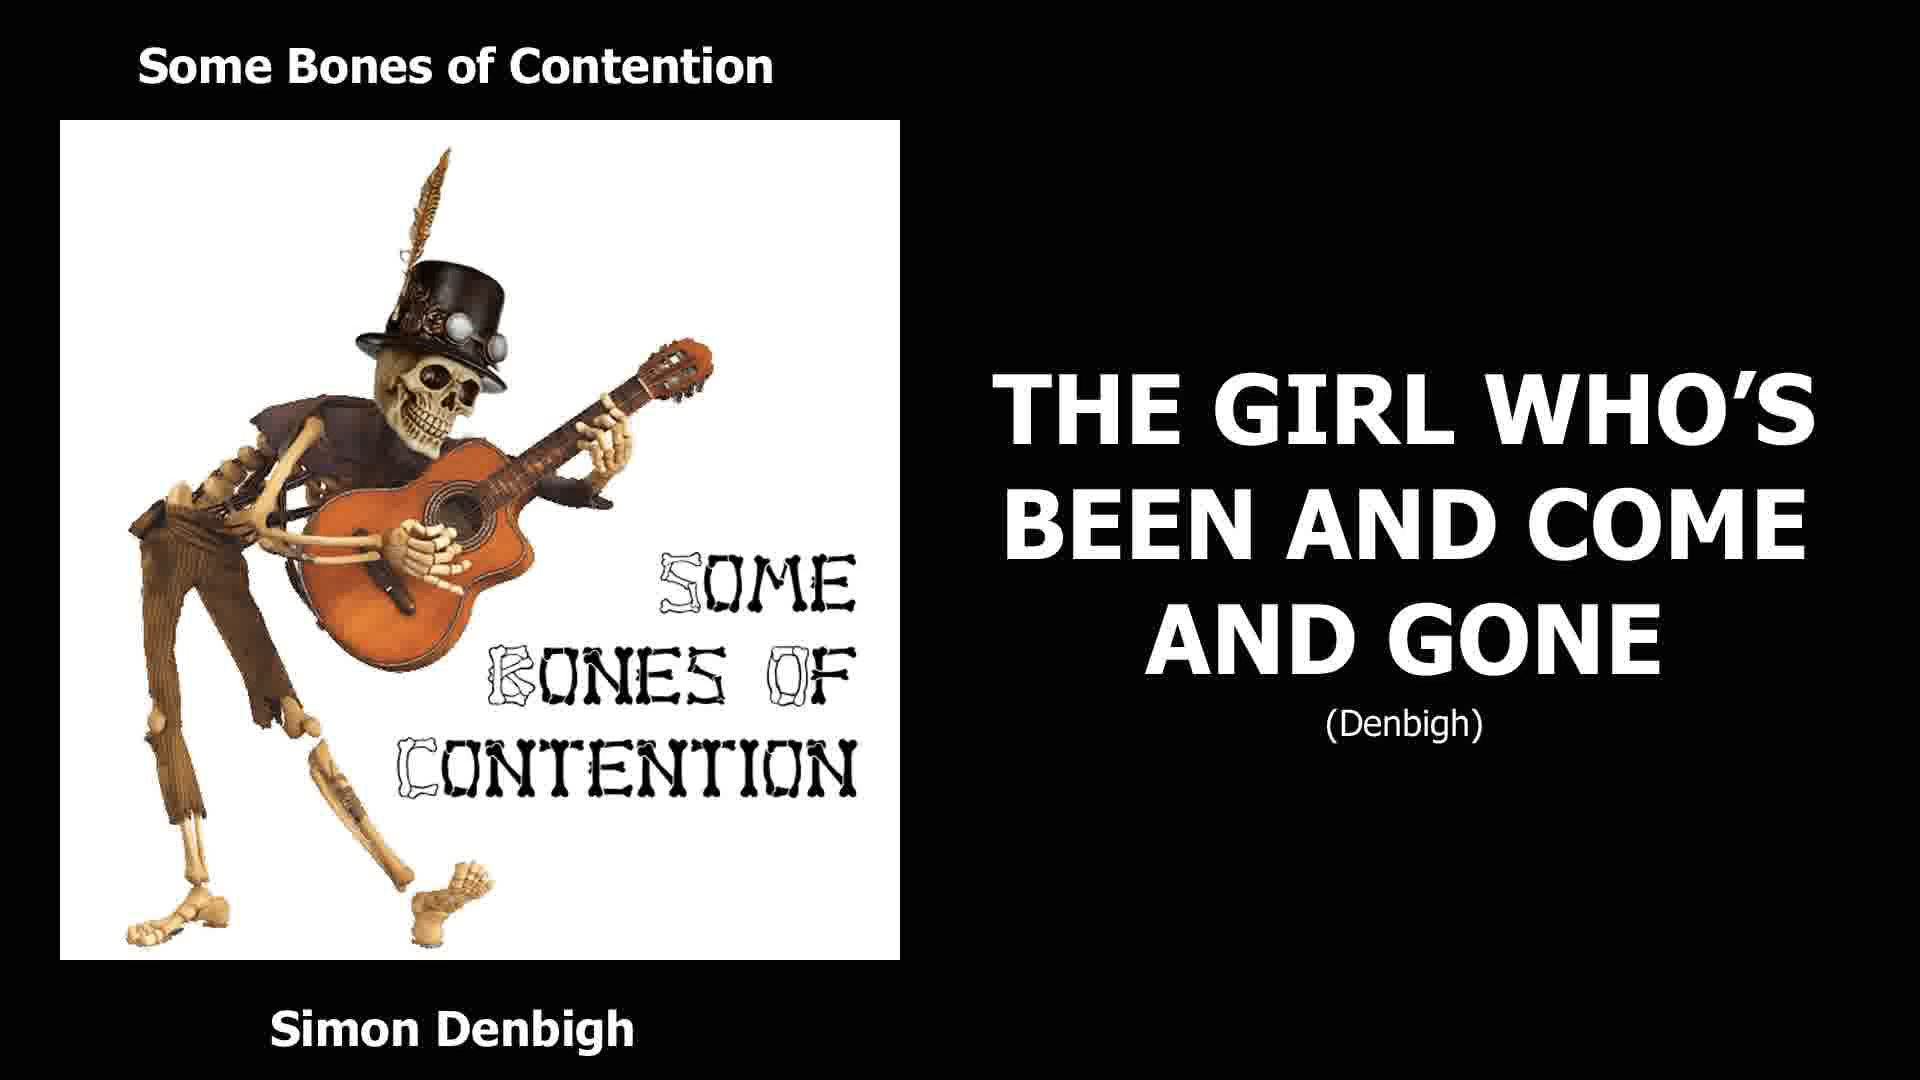 Some Bones of Contention
SOME
BONES OF
CONTENTION
Simon Denbigh
THE GIRL WHO’S
BEEN AND COME
AND GONE
(Denbigh)